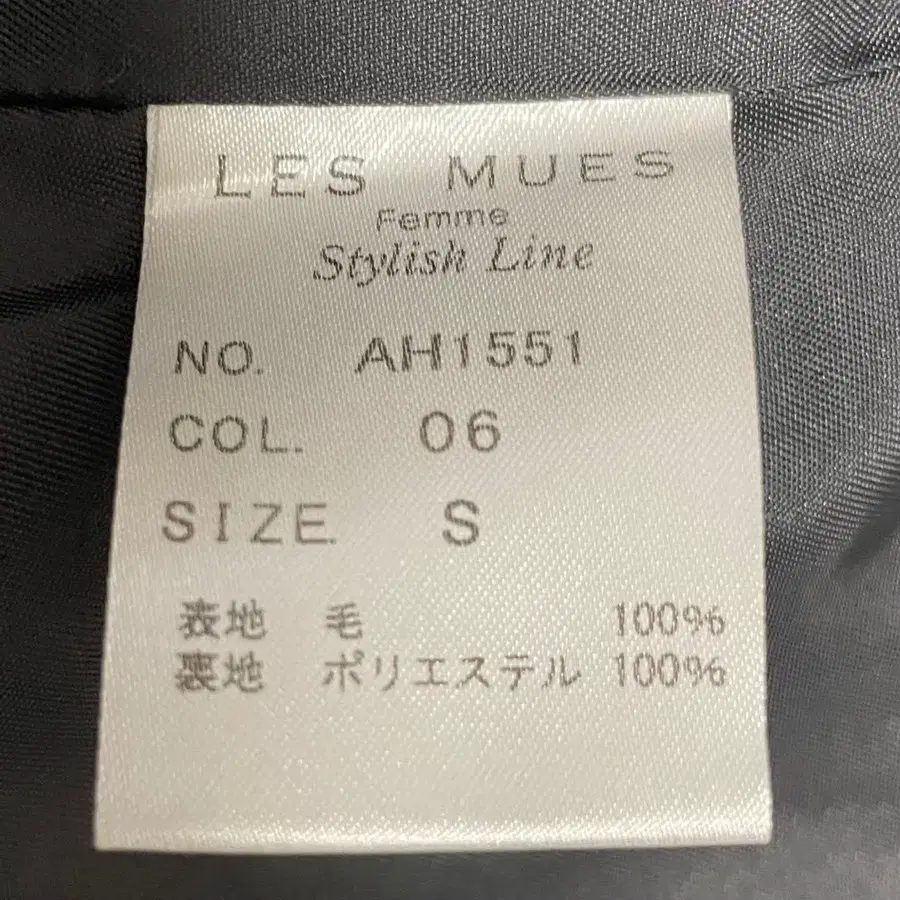 LES MUES
Femme
Stylish Line
NO. AH1551
COL. 06
SIZE. S
表地 毛 100%
裏地 ポリエステル 100%